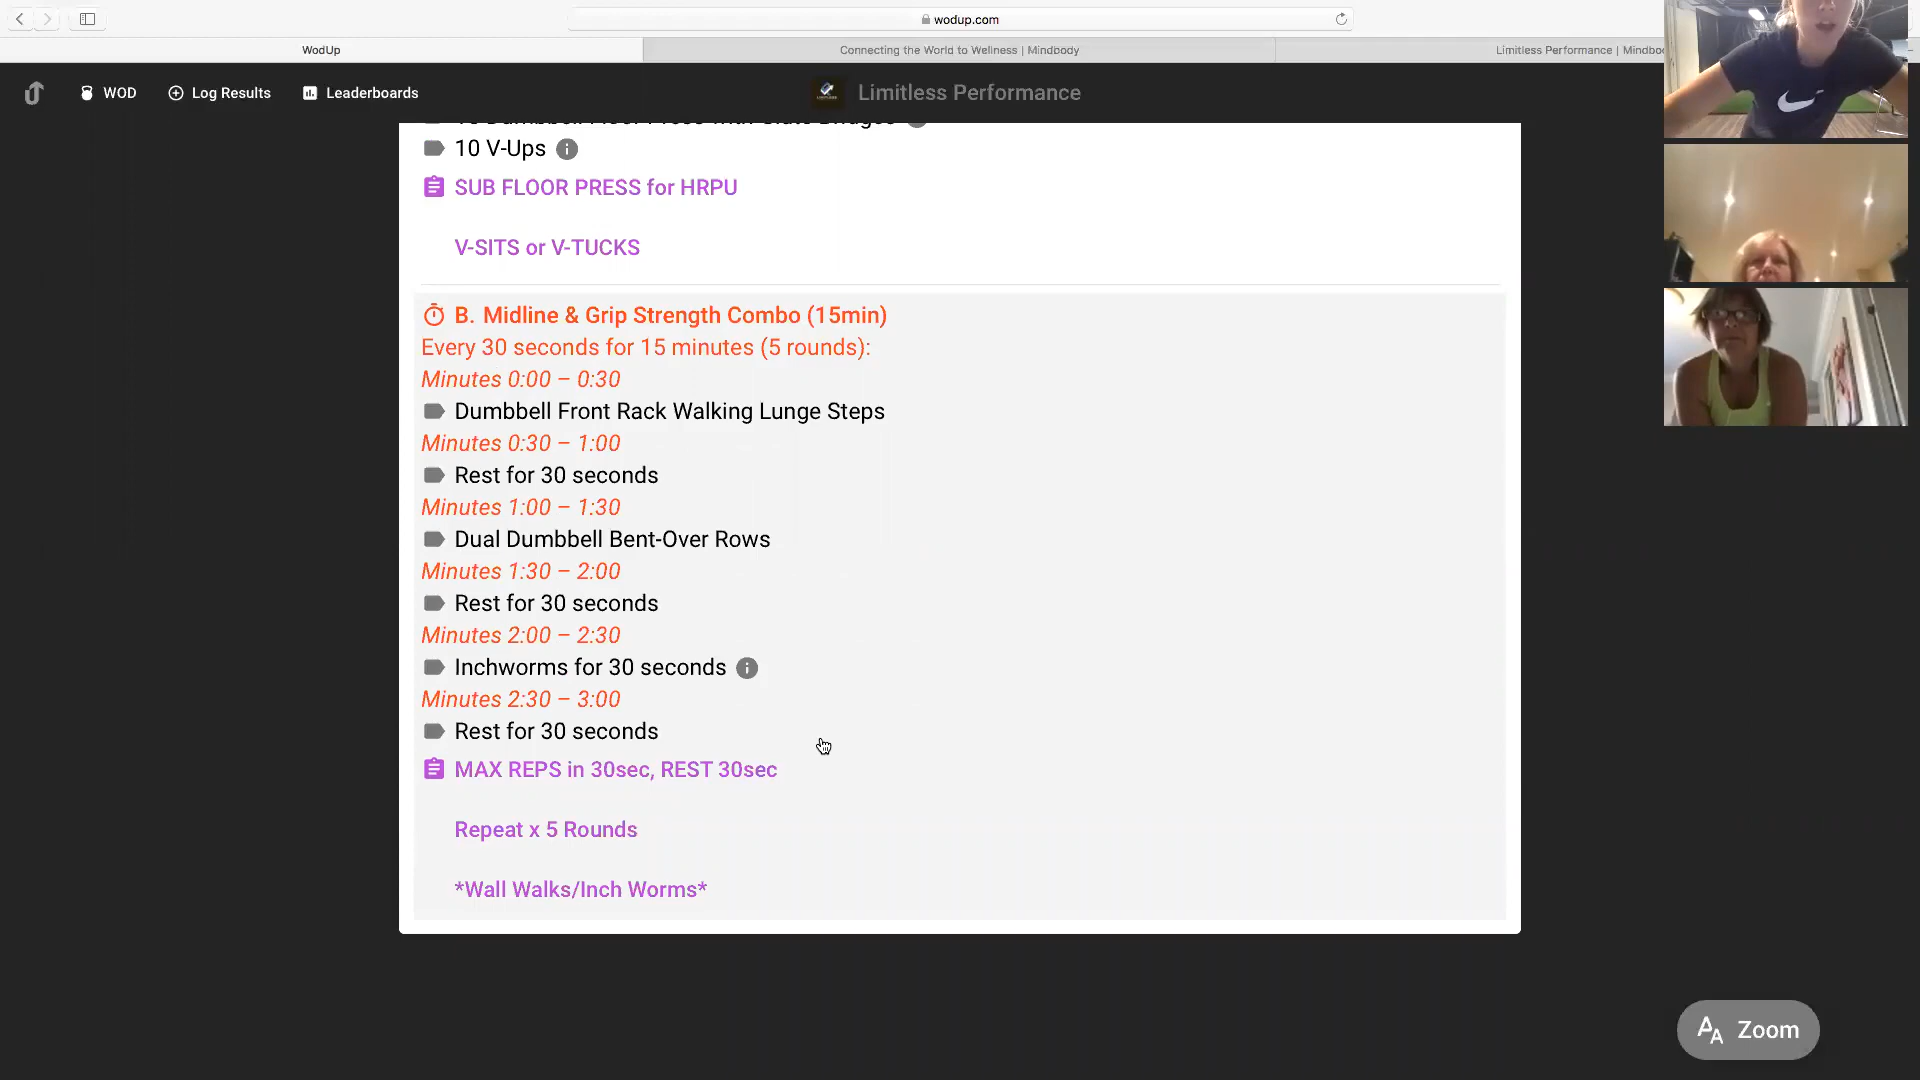 wodup.com
WodUp
Connecting the World to Wellness | Mindbody
Limitless Performance | Mindbo
WOD
Log Results
Leaderboards
Limitless Performance
10 V-Ups
SUB FLOOR PRESS for HRPU
V-SITS or V-TUCKS
B. Midline & Grip Strength Combo (15min)
Every 30 seconds for 15 minutes (5 rounds):
Minutes 0:00 – 0:30
Dumbbell Front Rack Walking Lunge Steps
Minutes 0:30 – 1:00
Rest for 30 seconds
Minutes 1:00 – 1:30
Dual Dumbbell Bent-Over Rows
Minutes 1:30 – 2:00
Rest for 30 seconds
Minutes 2:00 – 2:30
Inchworms for 30 seconds
Minutes 2:30 – 3:00
Rest for 30 seconds
MAX REPS in 30sec, REST 30sec
Repeat x 5 Rounds
*Wall Walks/Inch Worms*
Zoom